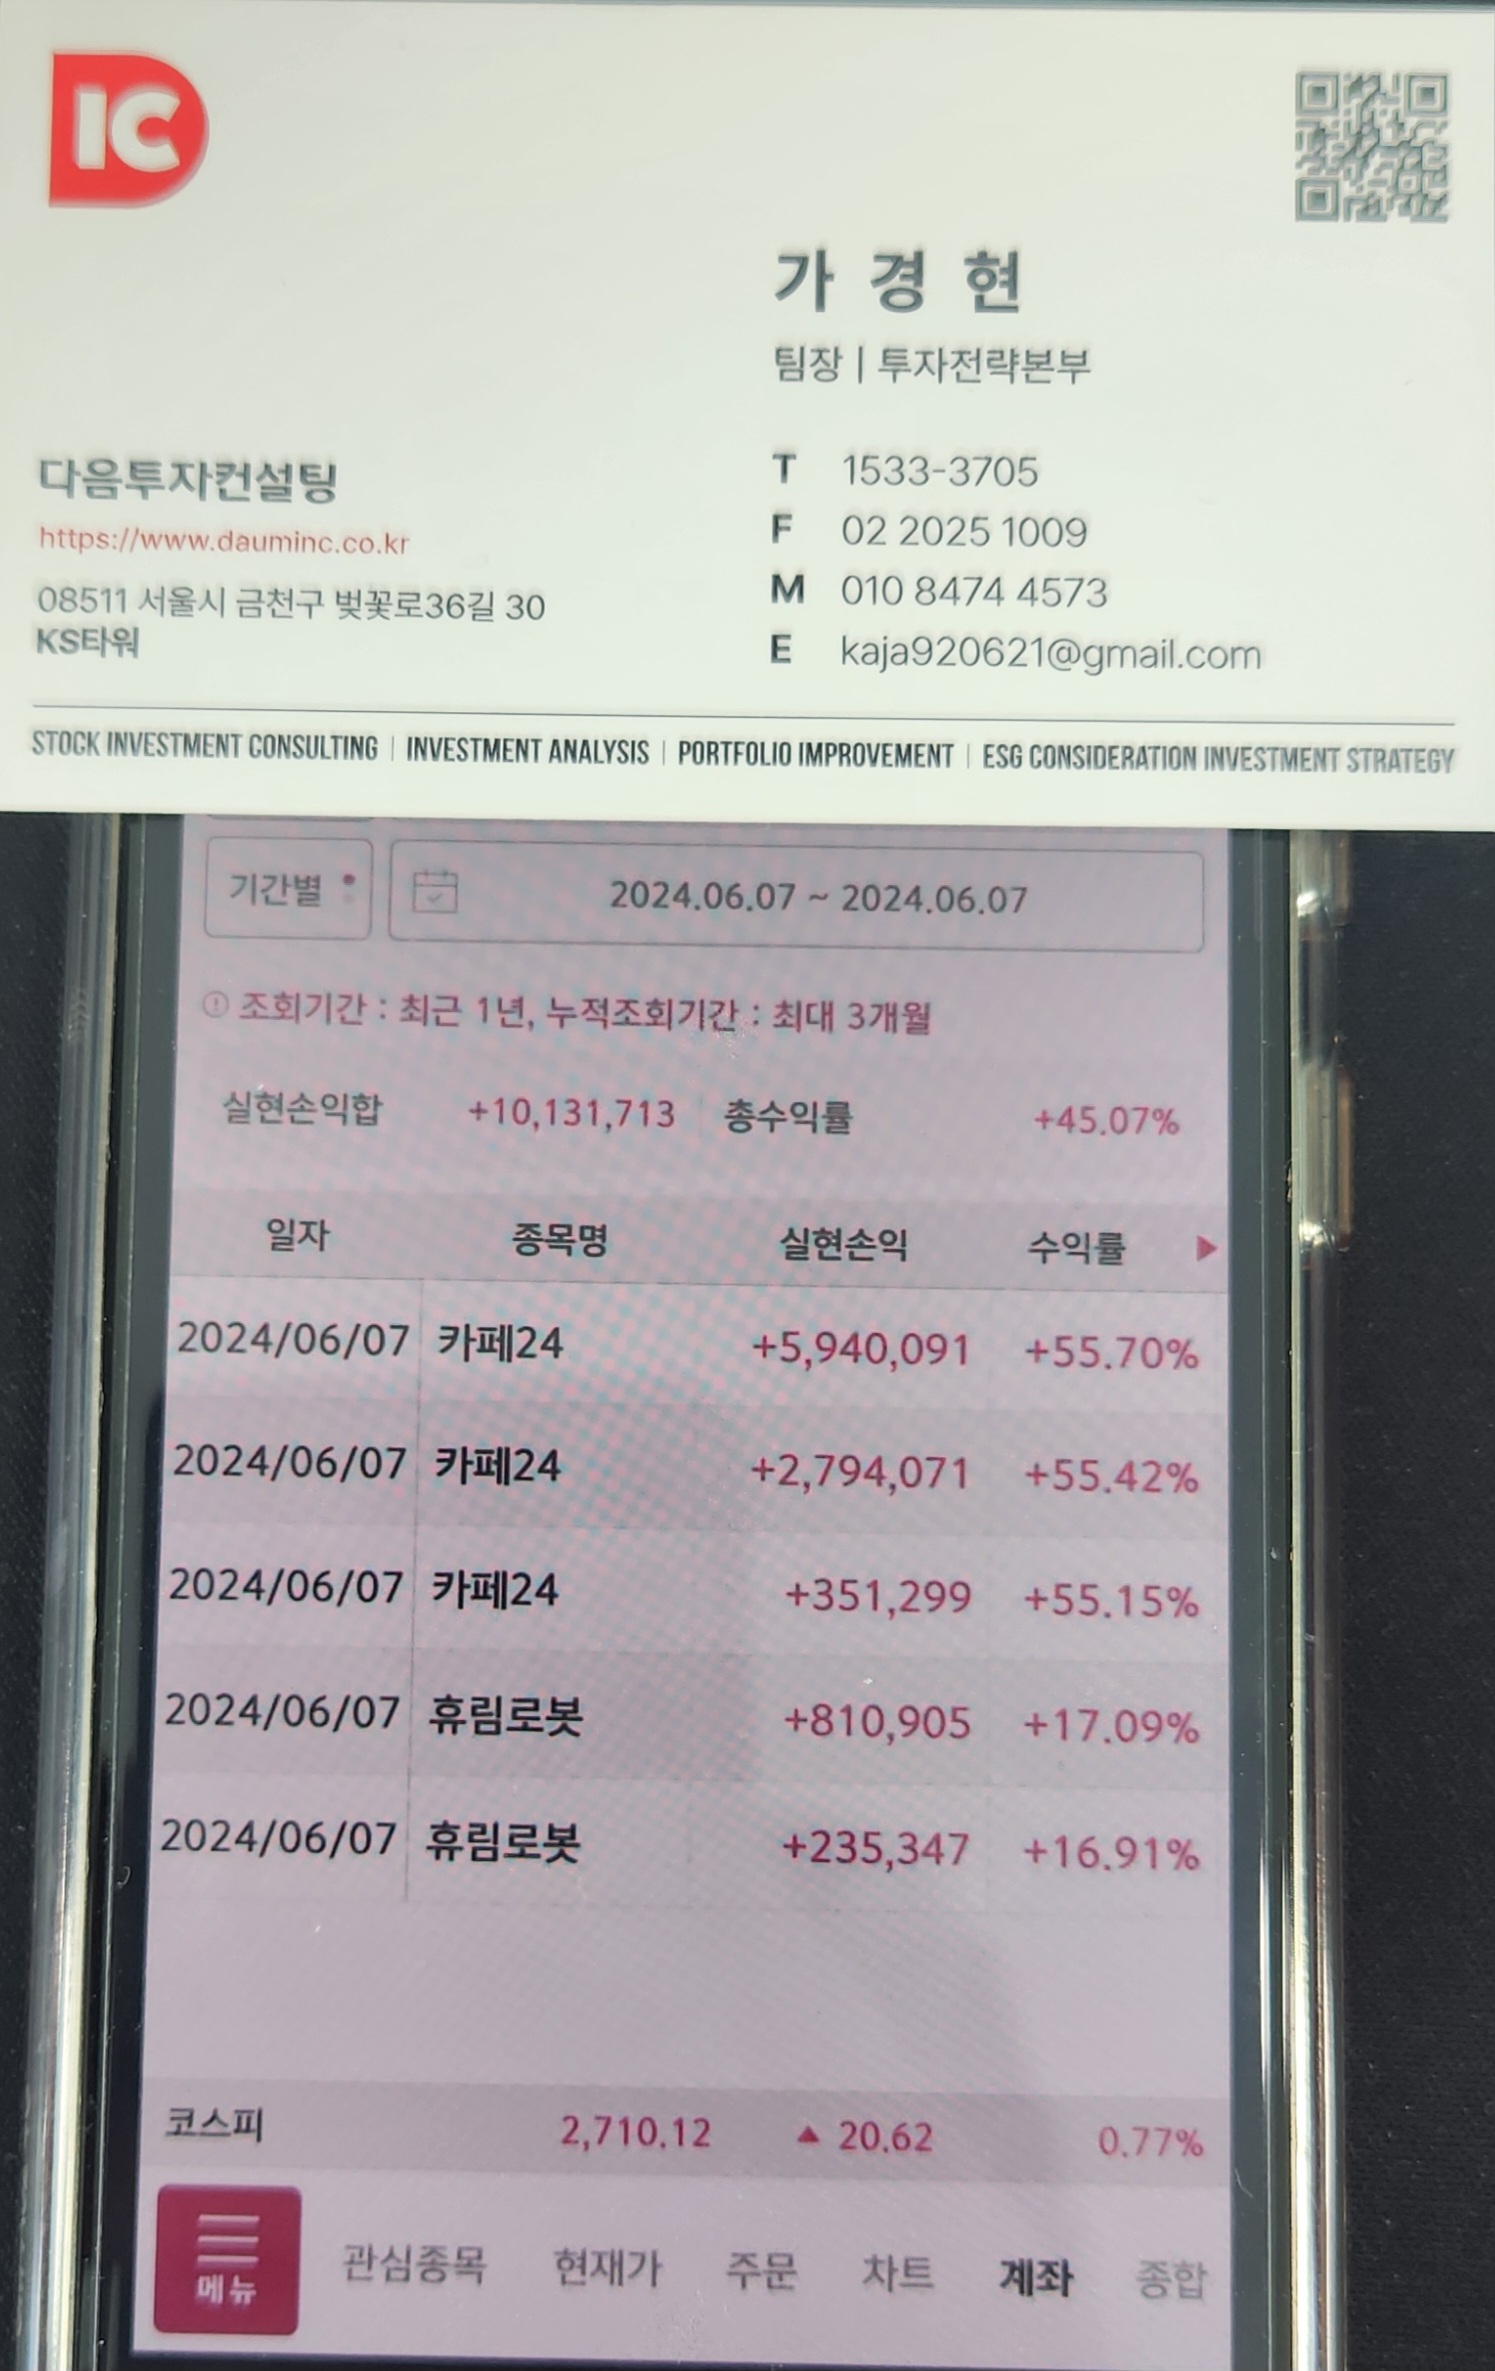 IC
가경현
팀장 | 투자전략본부
다음투자컨설팅
https://www.dauminc.co.kr
08511 서울시 금천구 벚꽃로36길 30
KS타워
T 1533-3705
F 02 2025 1009
M 010 8474 4573
E kaja920621@gmail.com
STOCK INVESTMENT CONSULTING | INVESTMENT ANALYSIS | PORTFOLIO IMPROVEMENT | ESG CONSIDERATION INVESTMENT STRATEGY
기간별 2024.06.07 ~ 2024.06.07
조회기간 : 최근 1년, 누적조회기간 : 최대 3개월
실현손익합 +10,131,713 총수익률 +45.07%
일자 종목명 실현손익 수익률
2024/06/07 카페24 +5,940,091 +55.70%
2024/06/07 카페24 +2,794,071 +55.42%
2024/06/07 카페24 +351,299 +55.15%
2024/06/07 휴림로봇 +810,905 +17.09%
2024/06/07 휴림로봇 +235,347 +16.91%
코스피 2,710.12 ▲ 20.62 0.77%
메뉴 관심종목 현재가 주문 차트 계좌 종합